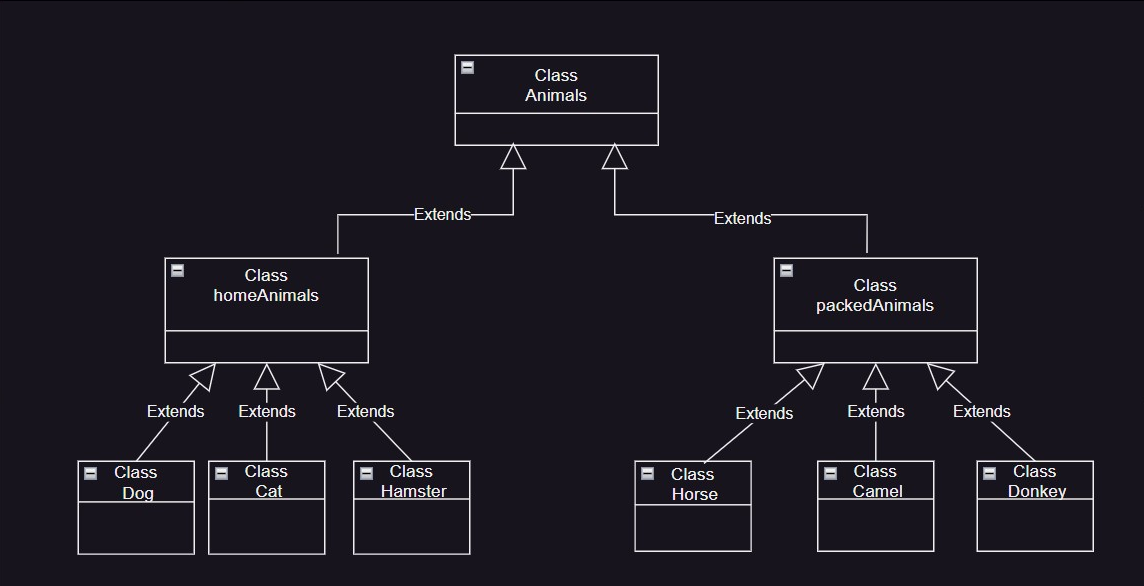 Class
Animals
Extends
Extends
Class
homeAnimals
Class
packedAnimals
Extends
Extends
Extends
Extends
Extends
Extends
Class
Dog
Class
Cat
Class
Hamster
Class
Horse
Class
Camel
Class
Donkey